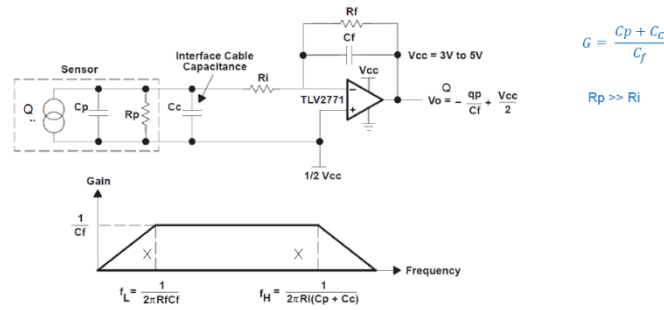 Rf
Cf
Vcc = 3V to 5V
G = Cp + Cc / Cf
Interface Cable
Capacitance
Sensor
Ri
Vcc
Q
Cp
Rp
Cc
TLV2771
Q
Vo = − qp/Cf + Vcc/2
Rp >> Ri
1/2 Vcc
Gain
1/Cf
X
X
Frequency
fL = 1/2πRfCf
fH = 1/2πRi(Cp + Cc)